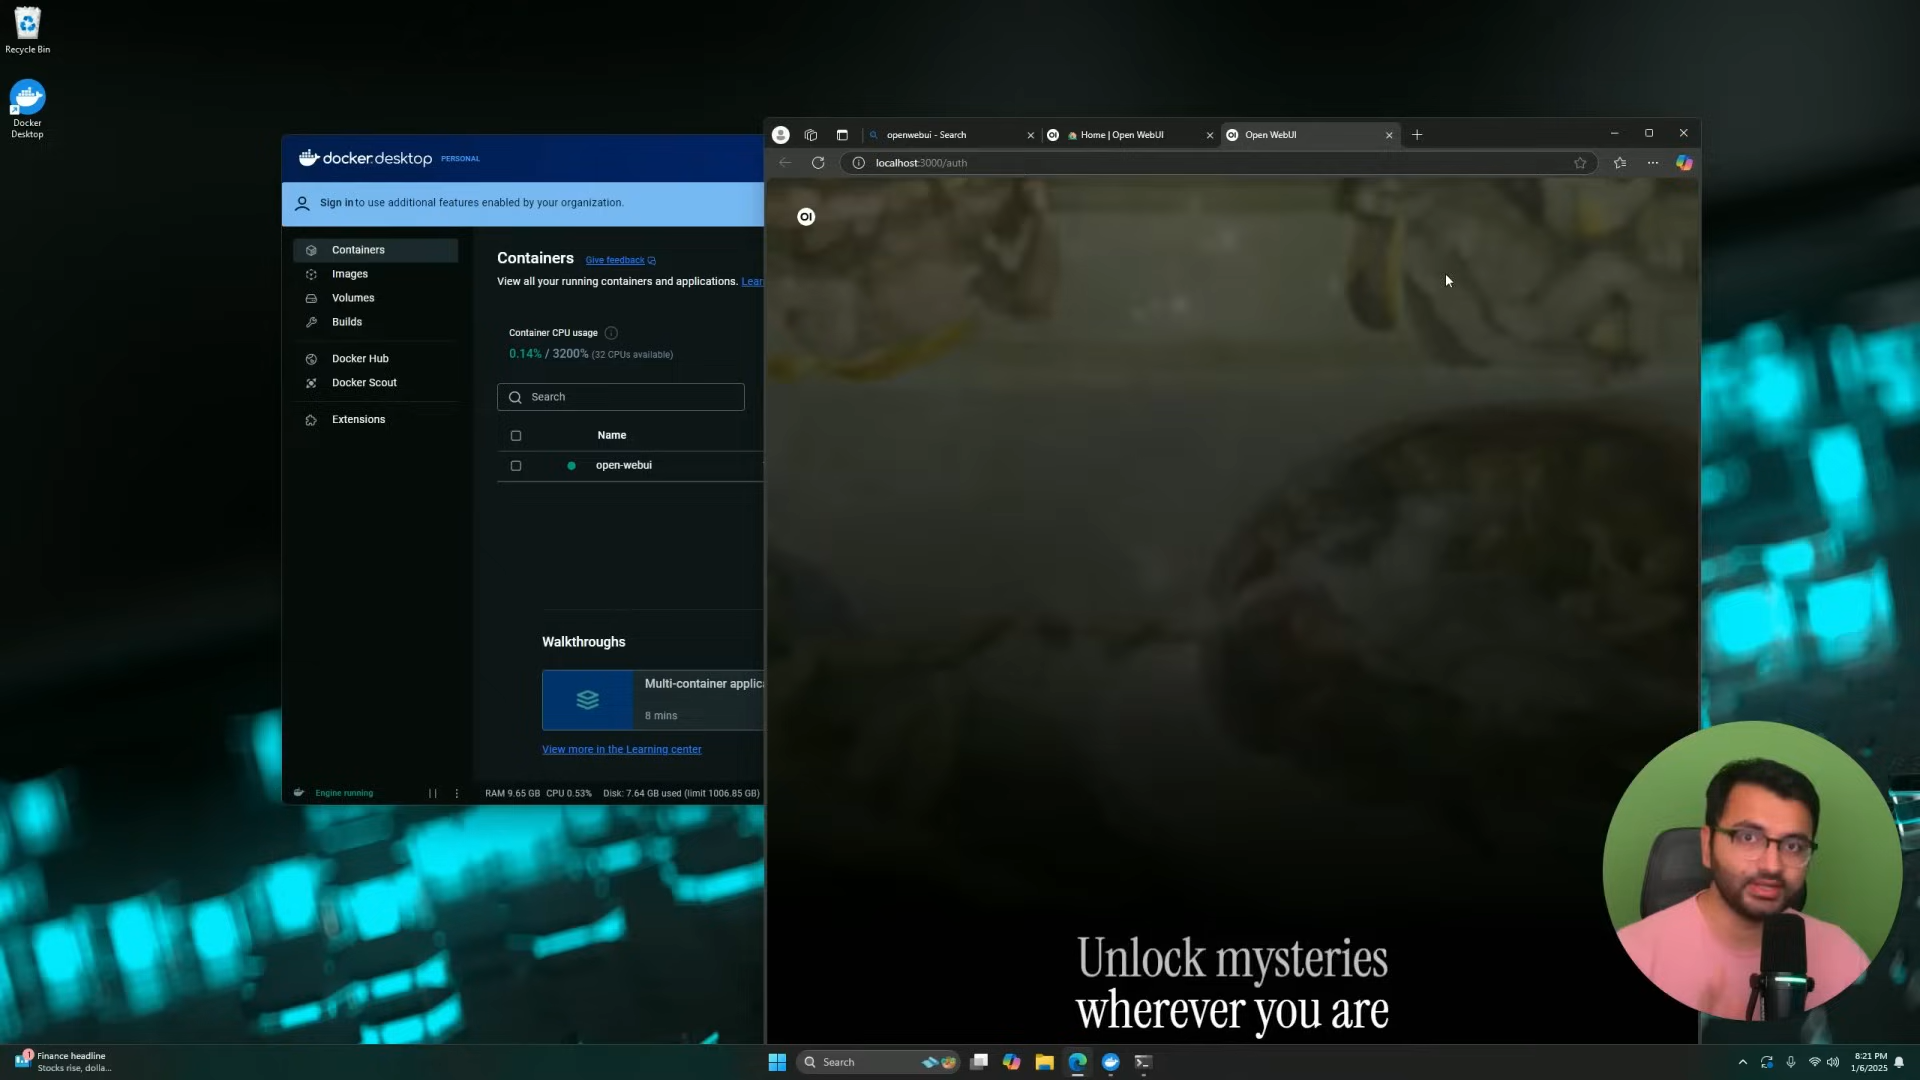 Recycle Bin
Docker
Desktop
docker.desktop PERSONAL
Sign in to use additional features enabled by your organization.
Containers
Images
Volumes
Builds
Docker Hub
Docker Scout
Extensions
Containers Give feedback
View all your running containers and applications. Lear
Container CPU usage
0.14% / 3200% (32 CPUs available)
Search
Name
open-webui
Walkthroughs
Multi-container applica
8 mins
View more in the Learning center
Engine running
RAM 9.65 GB CPU 0.53% Disk: 7.64 GB used (limit 1006.85 GB)
openwebui - Search
Home | Open WebUI
Open WebUI
localhost:3000/auth
OI
Unlock mysteries
wherever you are
1
Finance headline
Stocks rise, dolla...
Search
8:21 PM
1/6/2025